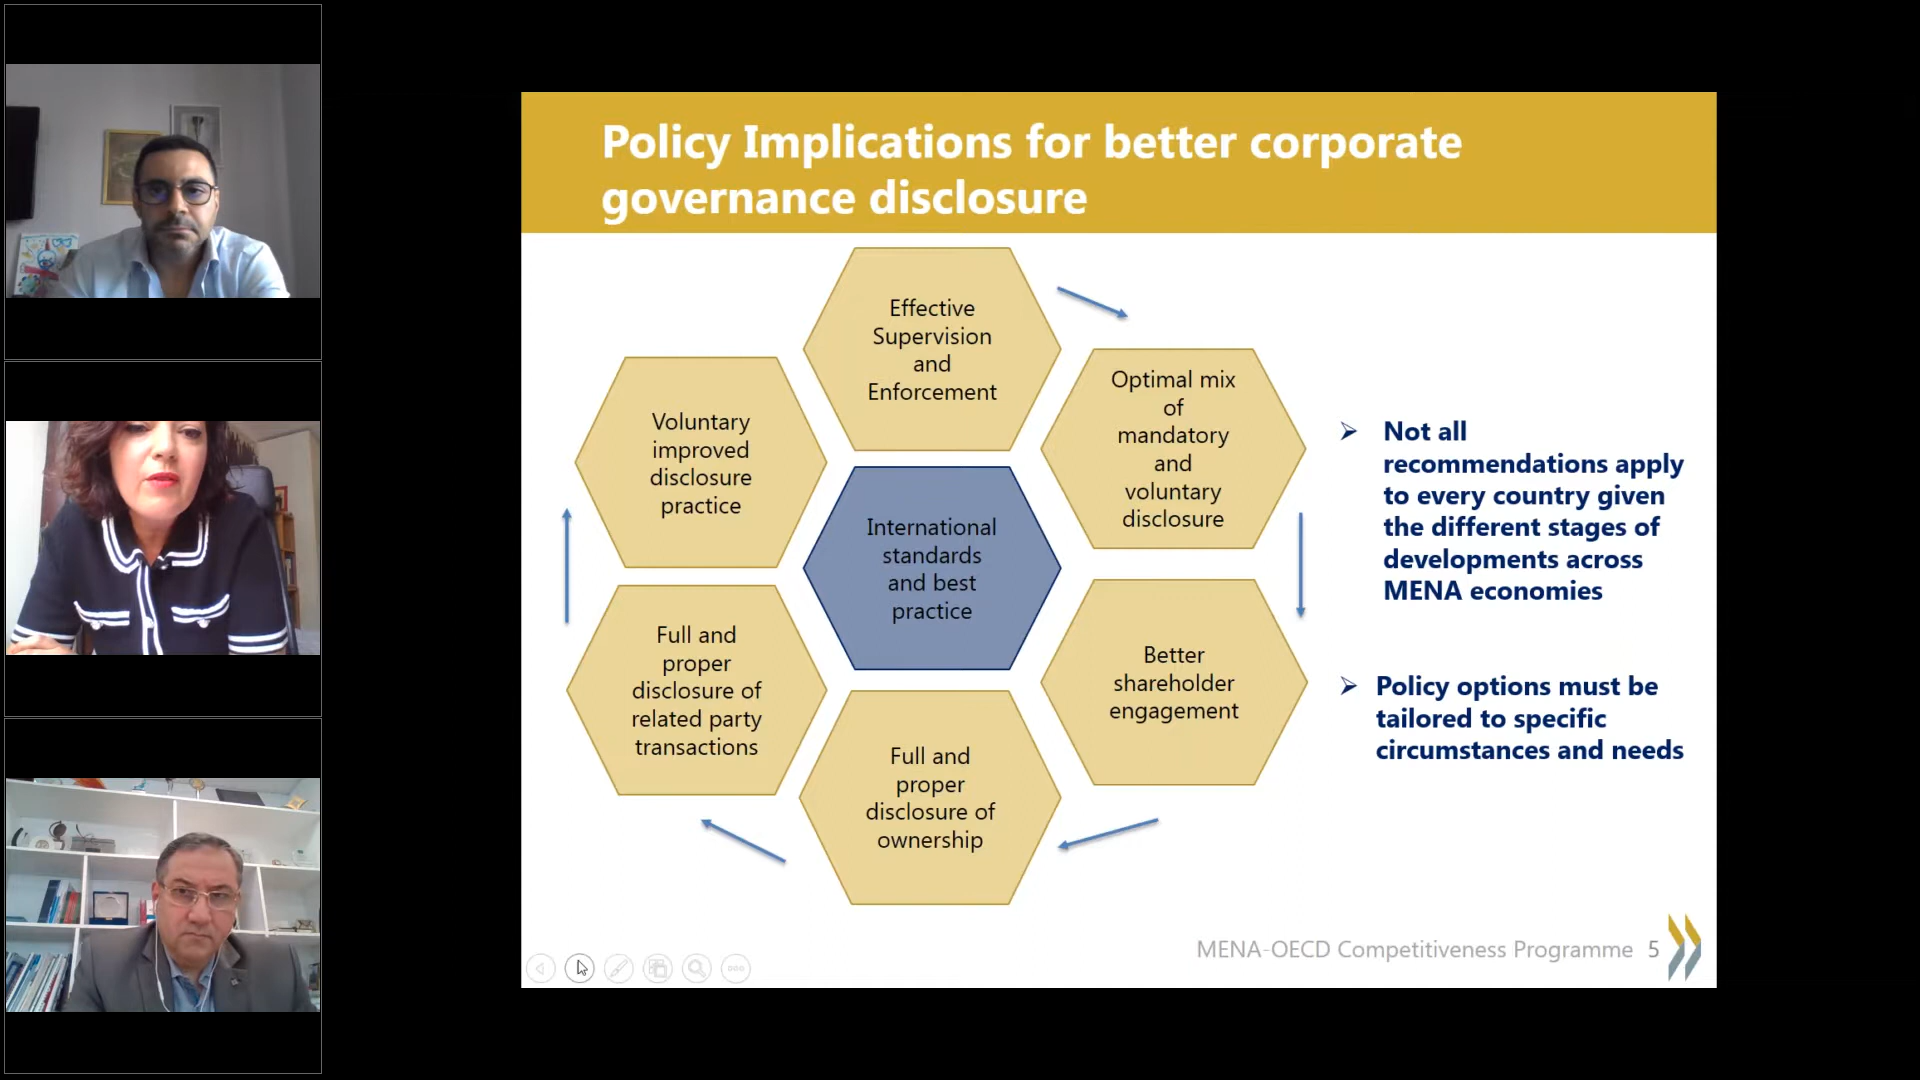 Policy Implications for better corporate
governance disclosure
Effective
Supervision
and
Enforcement
Optimal mix
of
mandatory
and
voluntary
disclosure
Better
shareholder
engagement
Full and
proper
disclosure of
ownership
Full and
proper
disclosure of
related party
transactions
Voluntary
improved
disclosure
practice
International
standards
and best
practice
➢ Not all
recommendations apply
to every country given
the different stages of
developments across
MENA economies
➢ Policy options must be
tailored to specific
circumstances and needs
MENA-OECD Competitiveness Programme 5